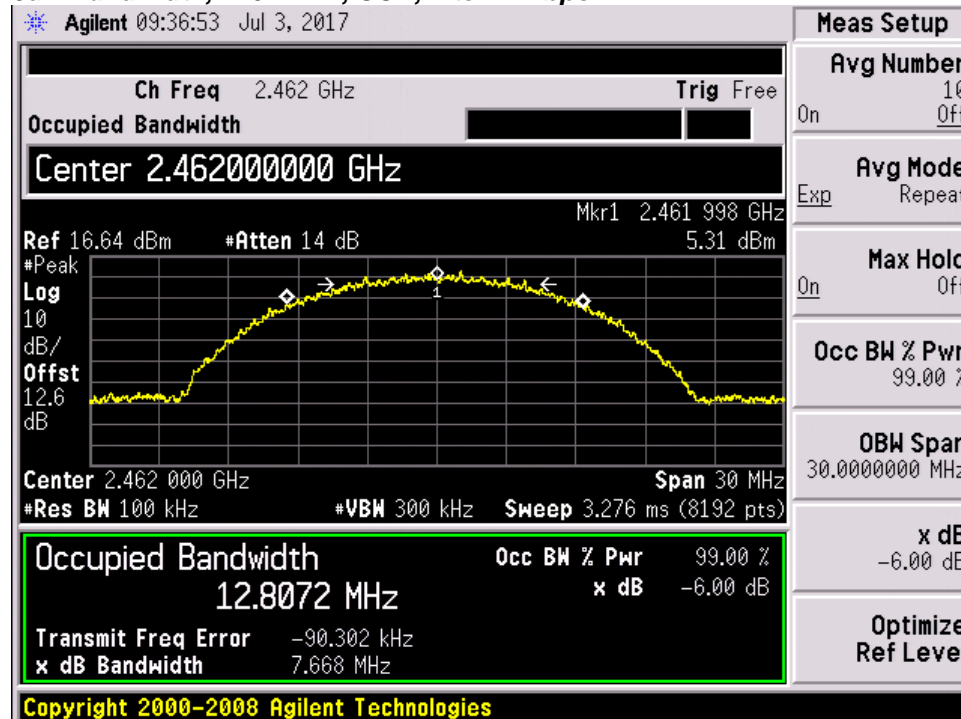 Agilent 09:36:53 Jul 3, 2017
Meas Setup
Ch Freq 2.462 GHz
Trig Free
Occupied Bandwidth
Center 2.462000000 GHz
Mkr1 2.461 998 GHz
Ref 16.64 dBm #Atten 14 dB 5.31 dBm
#Peak
Log
10
dB/
Offst
12.6
dB
1
Center 2.462 000 GHz Span 30 MHz
#Res BW 100 kHz #VBW 300 kHz Sweep 3.276 ms (8192 pts)
Occupied Bandwidth
12.8072 MHz
Occ BW % Pwr 99.00 %
x dB -6.00 dB
Transmit Freq Error -90.302 kHz
x dB Bandwidth 7.668 MHz
Avg Number
10
On Off
Avg Mode
Exp Repeat
Max Hold
On Off
Occ BW % Pwr
99.00 %
OBW Span
30.0000000 MHz
x dB
-6.00 dB
Optimize
Ref Level
Copyright 2000-2008 Agilent Technologies